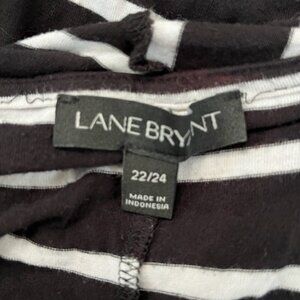 LANE BRYANT
22/24
MADE IN
INDONESIA